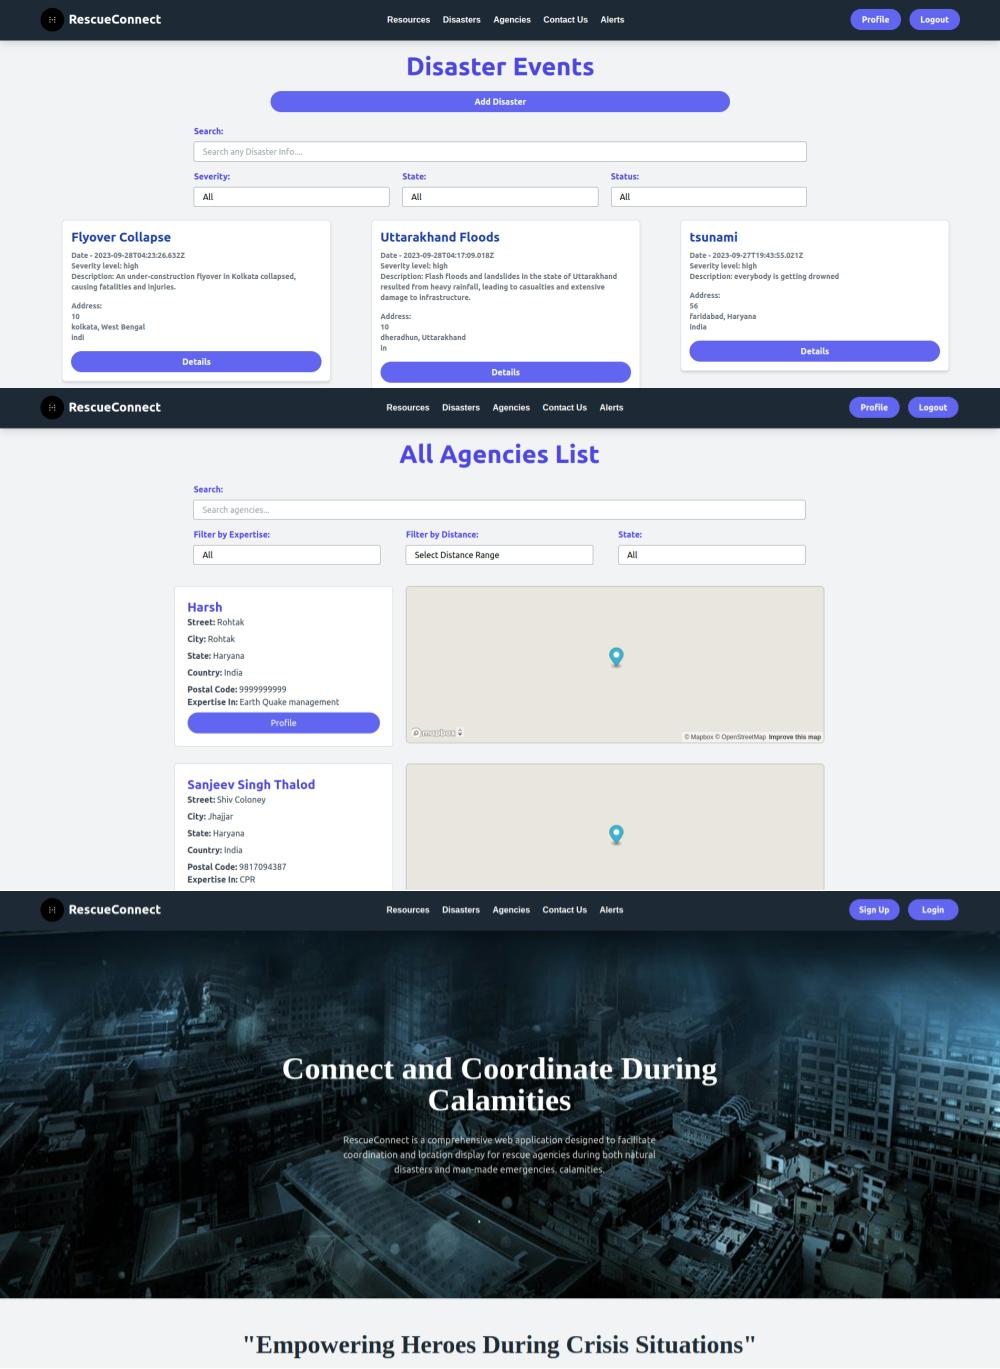 RescueConnect
Resources Disasters Agencies Contact Us Alerts
Profile Logout
Disaster Events
Add Disaster
Search:
Search any Disaster Info....
Severity: State: Status:
All All All
Flyover Collapse
Date - 2023-09-28T04:23:26.632Z
Severity level: high
Description: An under-construction flyover in Kolkata collapsed,
causing fatalities and injuries.
Address:
10
kolkata, West Bengal
indi
Details
Uttarakhand Floods
Date - 2023-09-28T04:17:09.018Z
Severity level: high
Description: Flash floods and landslides in the state of Uttarakhand
resulted from heavy rainfall, leading to casualties and extensive
damage to infrastructure.
Address:
10
dheradhun, Uttarakhand
in
Details
tsunami
Date - 2023-09-27T19:43:55.021Z
Severity level: high
Description: everybody is getting drowned
Address:
56
faridabad, Haryana
india
Details
RescueConnect
Resources Disasters Agencies Contact Us Alerts
Profile Logout
All Agencies List
Search:
Search agencies...
Filter by Expertise: Filter by Distance: State:
All Select Distance Range All
Harsh
Street: Rohtak
City: Rohtak
State: Haryana
Country: India
Postal Code: 9999999999
Expertise In: Earth Quake management
Profile
mapbox
© Mapbox © OpenStreetMap Improve this map
Sanjeev Singh Thalod
Street: Shiv Coloney
City: Jhajjar
State: Haryana
Country: India
Postal Code: 9817094387
Expertise In: CPR
RescueConnect
Resources Disasters Agencies Contact Us Alerts
Sign Up Login
Connect and Coordinate During
Calamities
RescueConnect is a comprehensive web application designed to facilitate
coordination and location display for rescue agencies during both natural
disasters and man-made emergencies. calamities.
"Empowering Heroes During Crisis Situations"